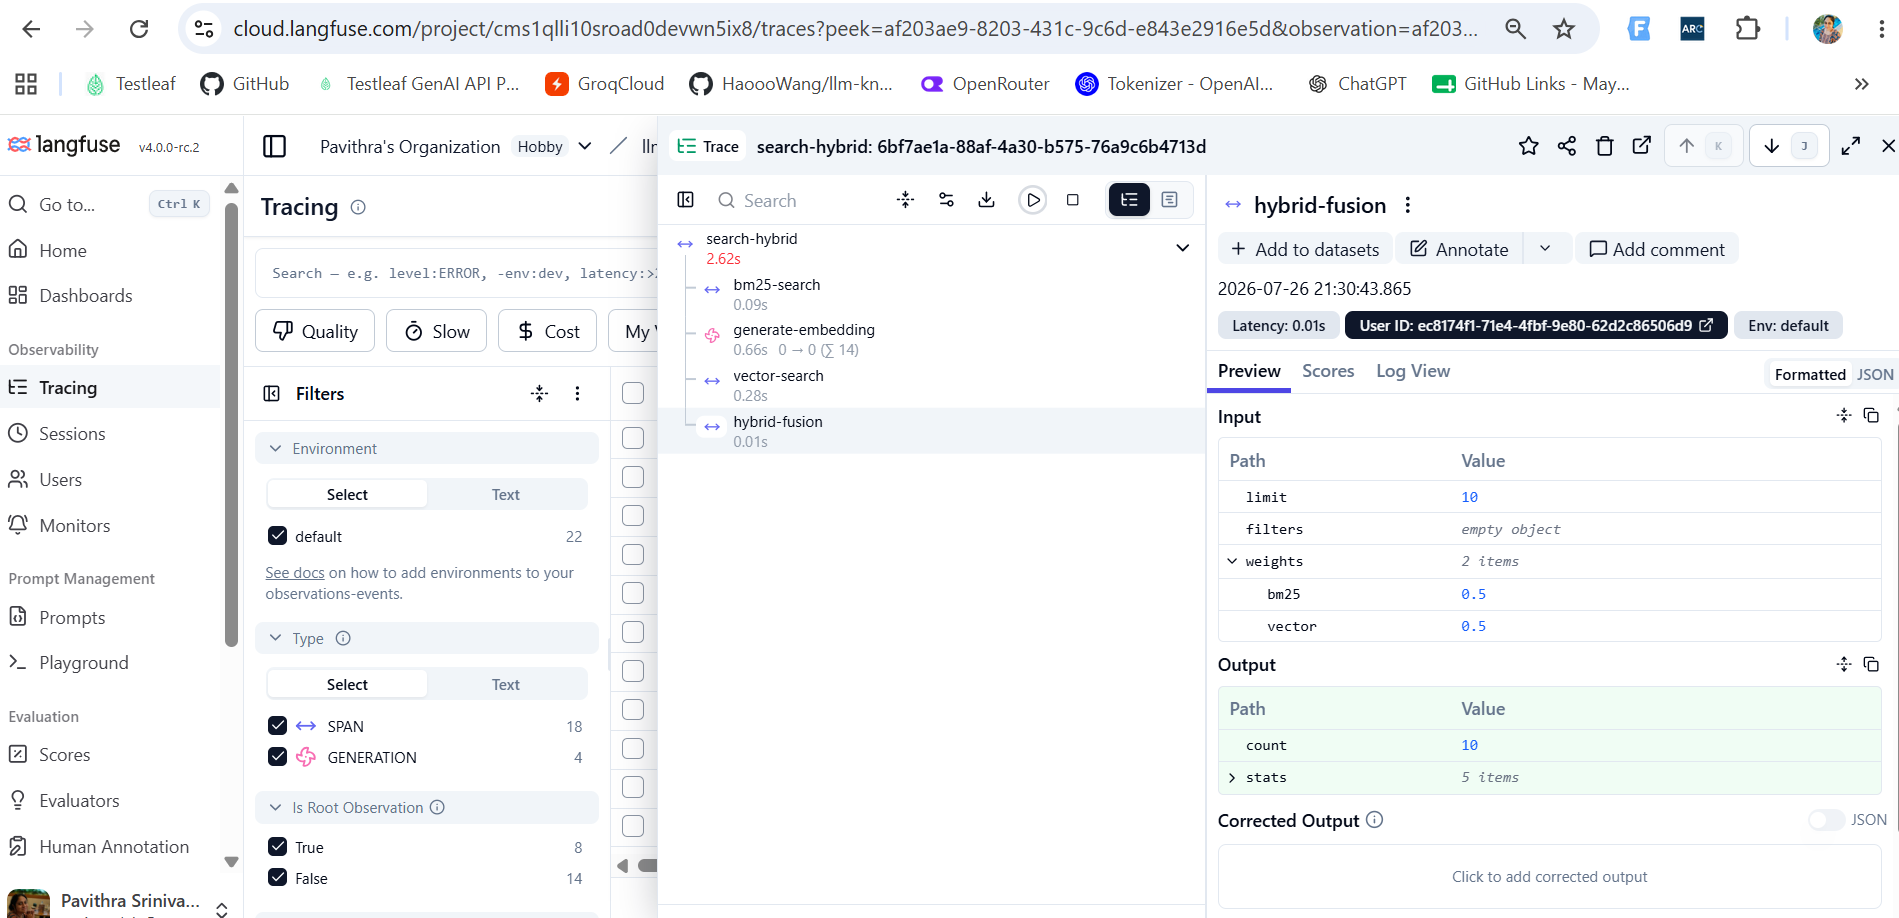 cloud.langfuse.com/project/cms1qlli10sroad0devwn5ix8/traces?peek=af203ae9-8203-431c-9c6d-e843e2916e5d&observation=af203...
ARC
Testleaf
GitHub
Testleaf GenAI API P...
GroqCloud
HaoooWang/llm-kn...
OpenRouter
Tokenizer - OpenAI...
ChatGPT
GitHub Links - May...
langfuse v4.0.0-rc.2
Go to... Ctrl K
Home
Dashboards
Observability
Tracing
Sessions
Users
Monitors
Prompt Management
Prompts
Playground
Evaluation
Scores
Evaluators
Human Annotation
Pavithra Sriniva...
Pavithra's Organization Hobby
Tracing
Search — e.g. level:ERROR, -env:dev, latency:>
Quality
Slow
$ Cost
My
Filters
Environment
Select Text
default 22
See docs on how to add environments to your
observations-events.
Type
Select Text
SPAN 18
GENERATION 4
Is Root Observation
True 8
False 14
Trace search-hybrid: 6bf7ae1a-88af-4a30-b575-76a9c6b4713d
K
J
Search
search-hybrid
2.62s
bm25-search
0.09s
generate-embedding
0.66s 0 → 0 (∑ 14)
vector-search
0.28s
hybrid-fusion
0.01s
hybrid-fusion
Add to datasets
Annotate
Add comment
2026-07-26 21:30:43.865
Latency: 0.01s
User ID: ec8174f1-71e4-4fbf-9e80-62d2c86506d9
Env: default
Preview Scores Log View
Formatted JSON
Input
Path Value
limit 10
filters empty object
weights 2 items
bm25 0.5
vector 0.5
Output
Path Value
count 10
stats 5 items
Corrected Output
JSON
Click to add corrected output